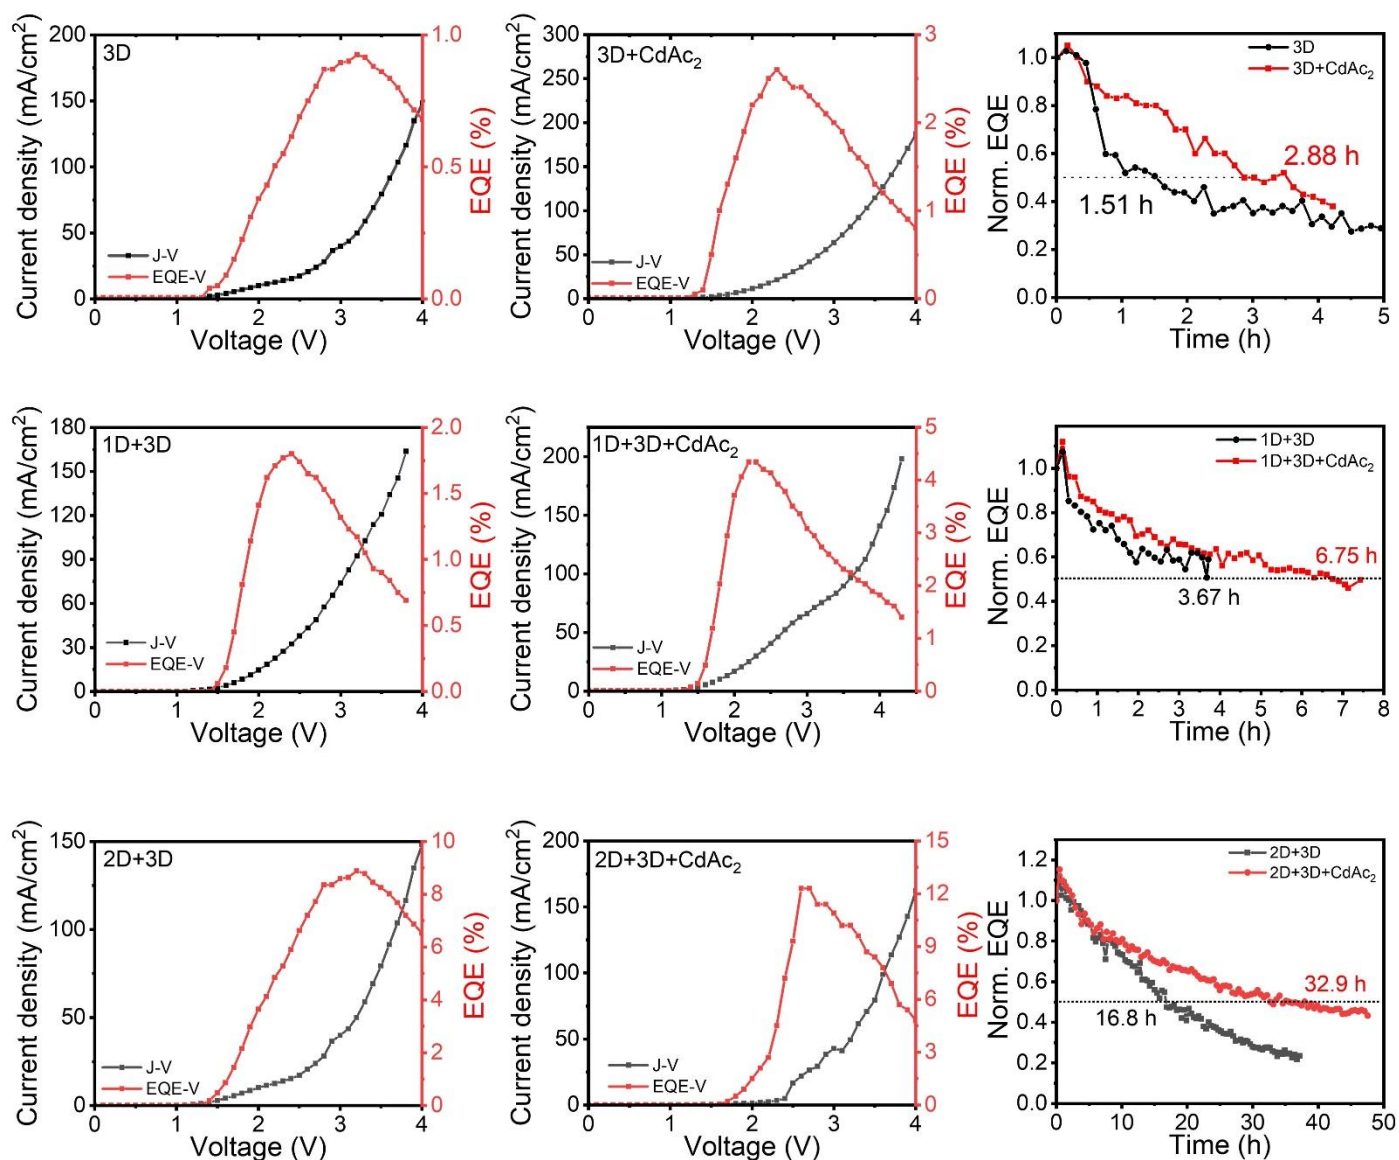 3D
Current density (mA/cm²)
200
150
100
50
0
EQE (%)
1.0
0.5
0.0
J-V
EQE-V
0 1 2 3 4
Voltage (V)
3D+CdAc₂
Current density (mA/cm²)
300
250
200
150
100
50
0
EQE (%)
3
2
1
0
J-V
EQE-V
0 1 2 3 4
Voltage (V)
Norm. EQE
1.0
0.8
0.6
0.4
0.2
0.0
3D
3D+CdAc₂
2.88 h
1.51 h
0 1 2 3 4 5
Time (h)
1D+3D
Current density (mA/cm²)
180
150
120
90
60
30
0
EQE (%)
2.0
1.5
1.0
0.5
0.0
J-V
EQE-V
0 1 2 3 4
Voltage (V)
1D+3D+CdAc₂
Current density (mA/cm²)
200
150
100
50
0
EQE (%)
5
4
3
2
1
0
J-V
EQE-V
0 1 2 3 4
Voltage (V)
Norm. EQE
1.0
0.8
0.6
0.4
0.2
0.0
1D+3D
1D+3D+CdAc₂
6.75 h
3.67 h
0 1 2 3 4 5 6 7 8
Time (h)
2D+3D
Current density (mA/cm²)
150
100
50
0
EQE (%)
10
8
6
4
2
0
J-V
EQE-V
0 1 2 3 4
Voltage (V)
2D+3D+CdAc₂
Current density (mA/cm²)
200
150
100
50
0
EQE (%)
15
12
9
6
3
0
J-V
EQE-V
0 1 2 3 4
Voltage (V)
Norm. EQE
1.2
1.0
0.8
0.6
0.4
0.2
0.0
2D+3D
2D+3D+CdAc₂
32.9 h
16.8 h
0 10 20 30 40 50
Time (h)